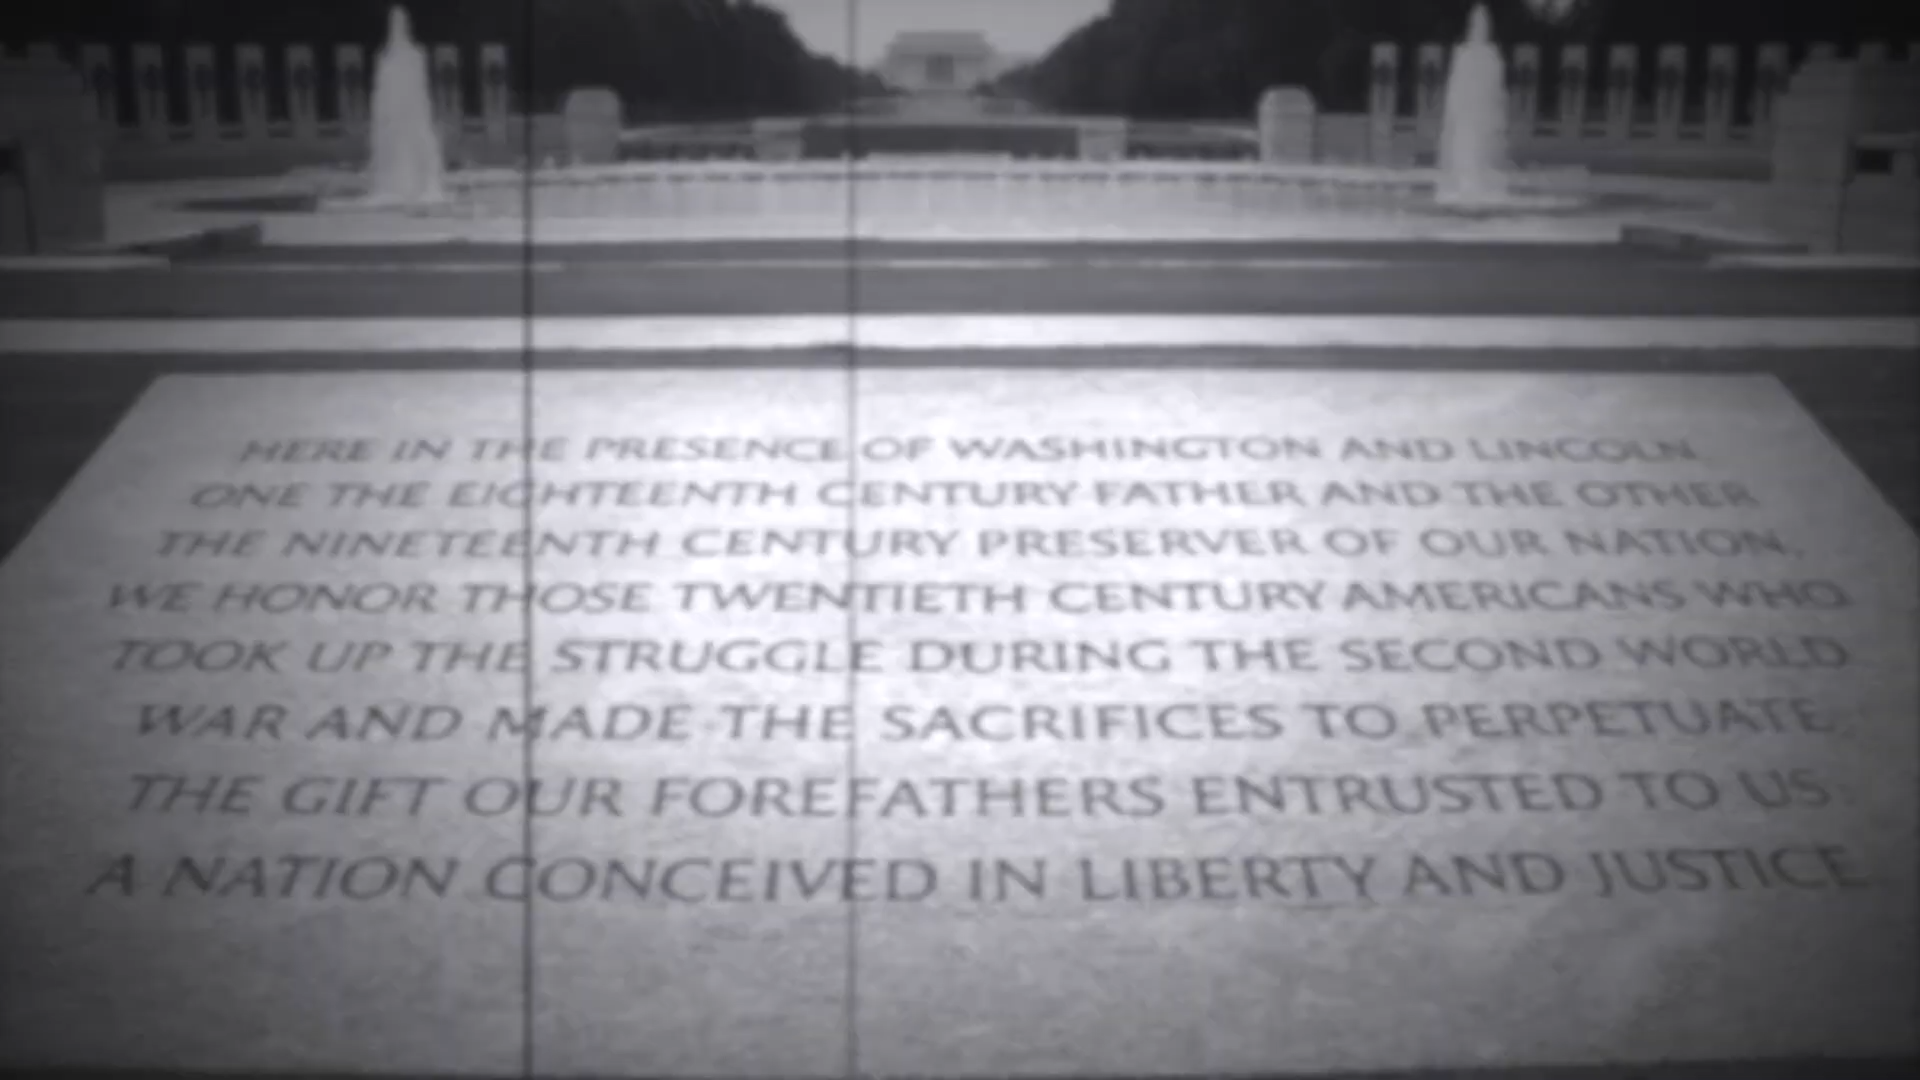 HERE IN THE PRESENCE OF WASHINGTON AND LINCOLN,
ONE THE EIGHTEENTH CENTURY FATHER AND THE OTHER
THE NINETEENTH CENTURY PRESERVER OF OUR NATION,
WE HONOR THOSE TWENTIETH CENTURY AMERICANS WHO
TOOK UP THE STRUGGLE DURING THE SECOND WORLD
WAR AND MADE THE SACRIFICES TO PERPETUATE
THE GIFT OUR FOREFATHERS ENTRUSTED TO US:
A NATION CONCEIVED IN LIBERTY AND JUSTICE